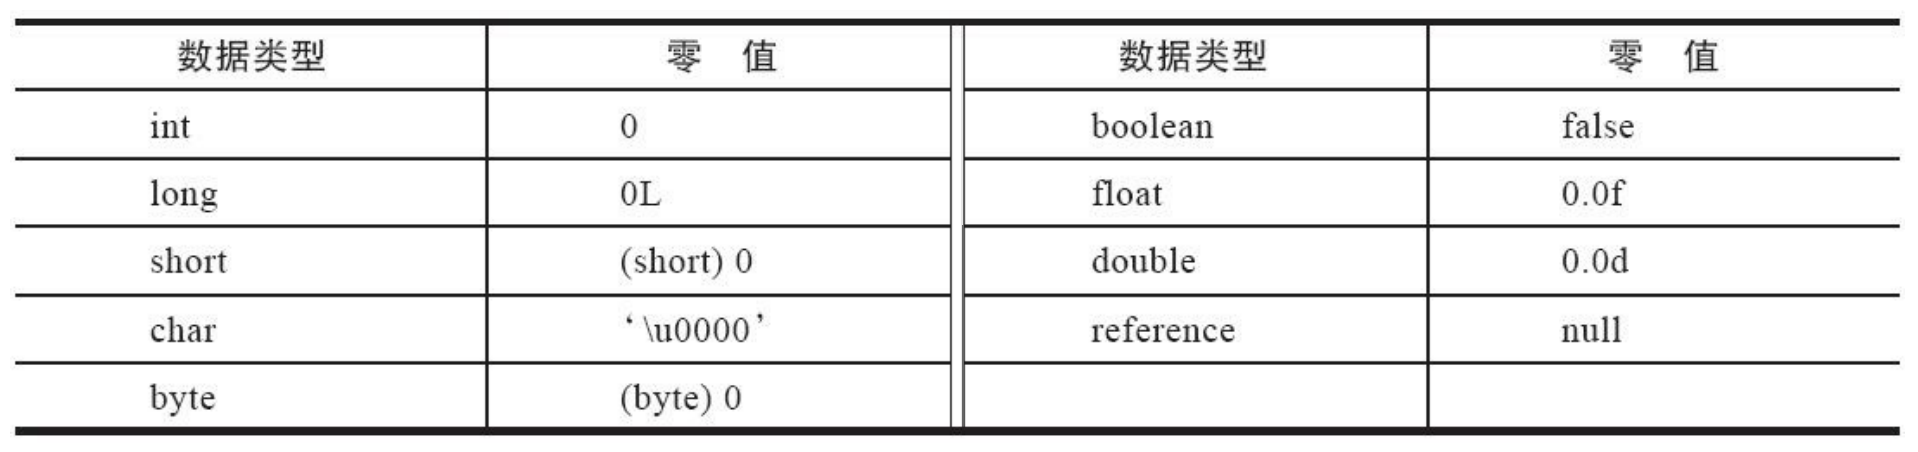 数据类型 零 值 数据类型 零 值
int 0 boolean false
long 0L float 0.0f
short (short) 0 double 0.0d
char ‘\u0000’ reference null
byte (byte) 0